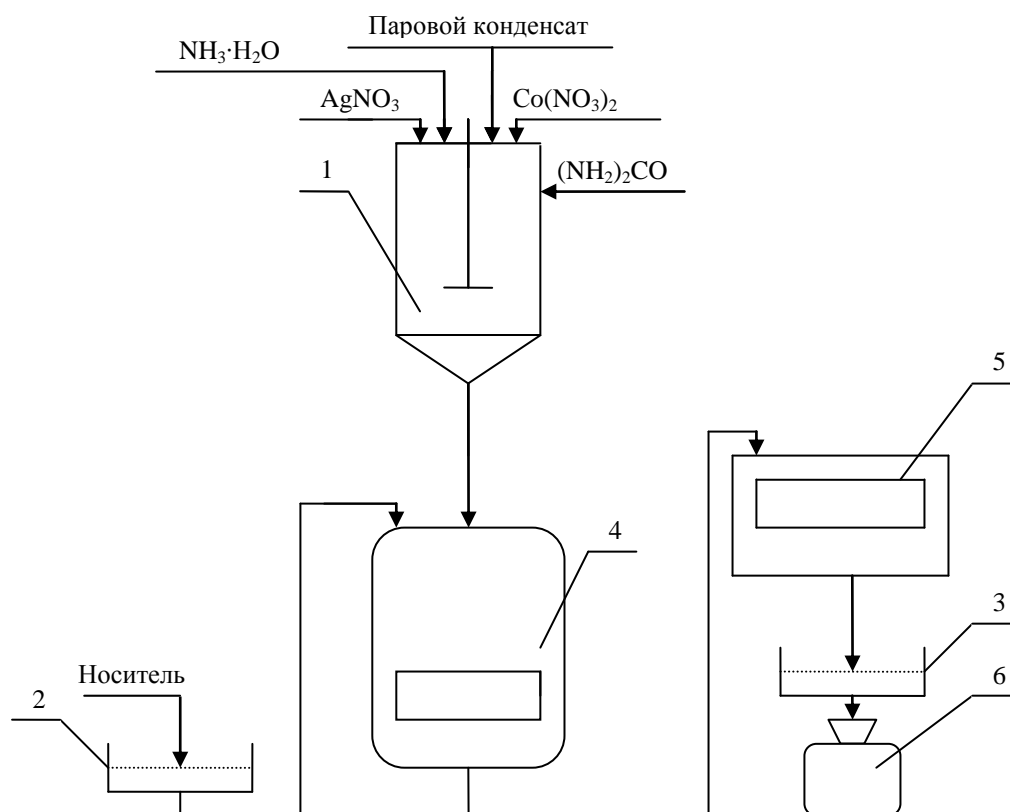 Паровой конденсат
NH₃·H₂O
AgNO₃
Co(NO₃)₂
1
(NH₂)₂CO
5
4
3
Носитель
2
6